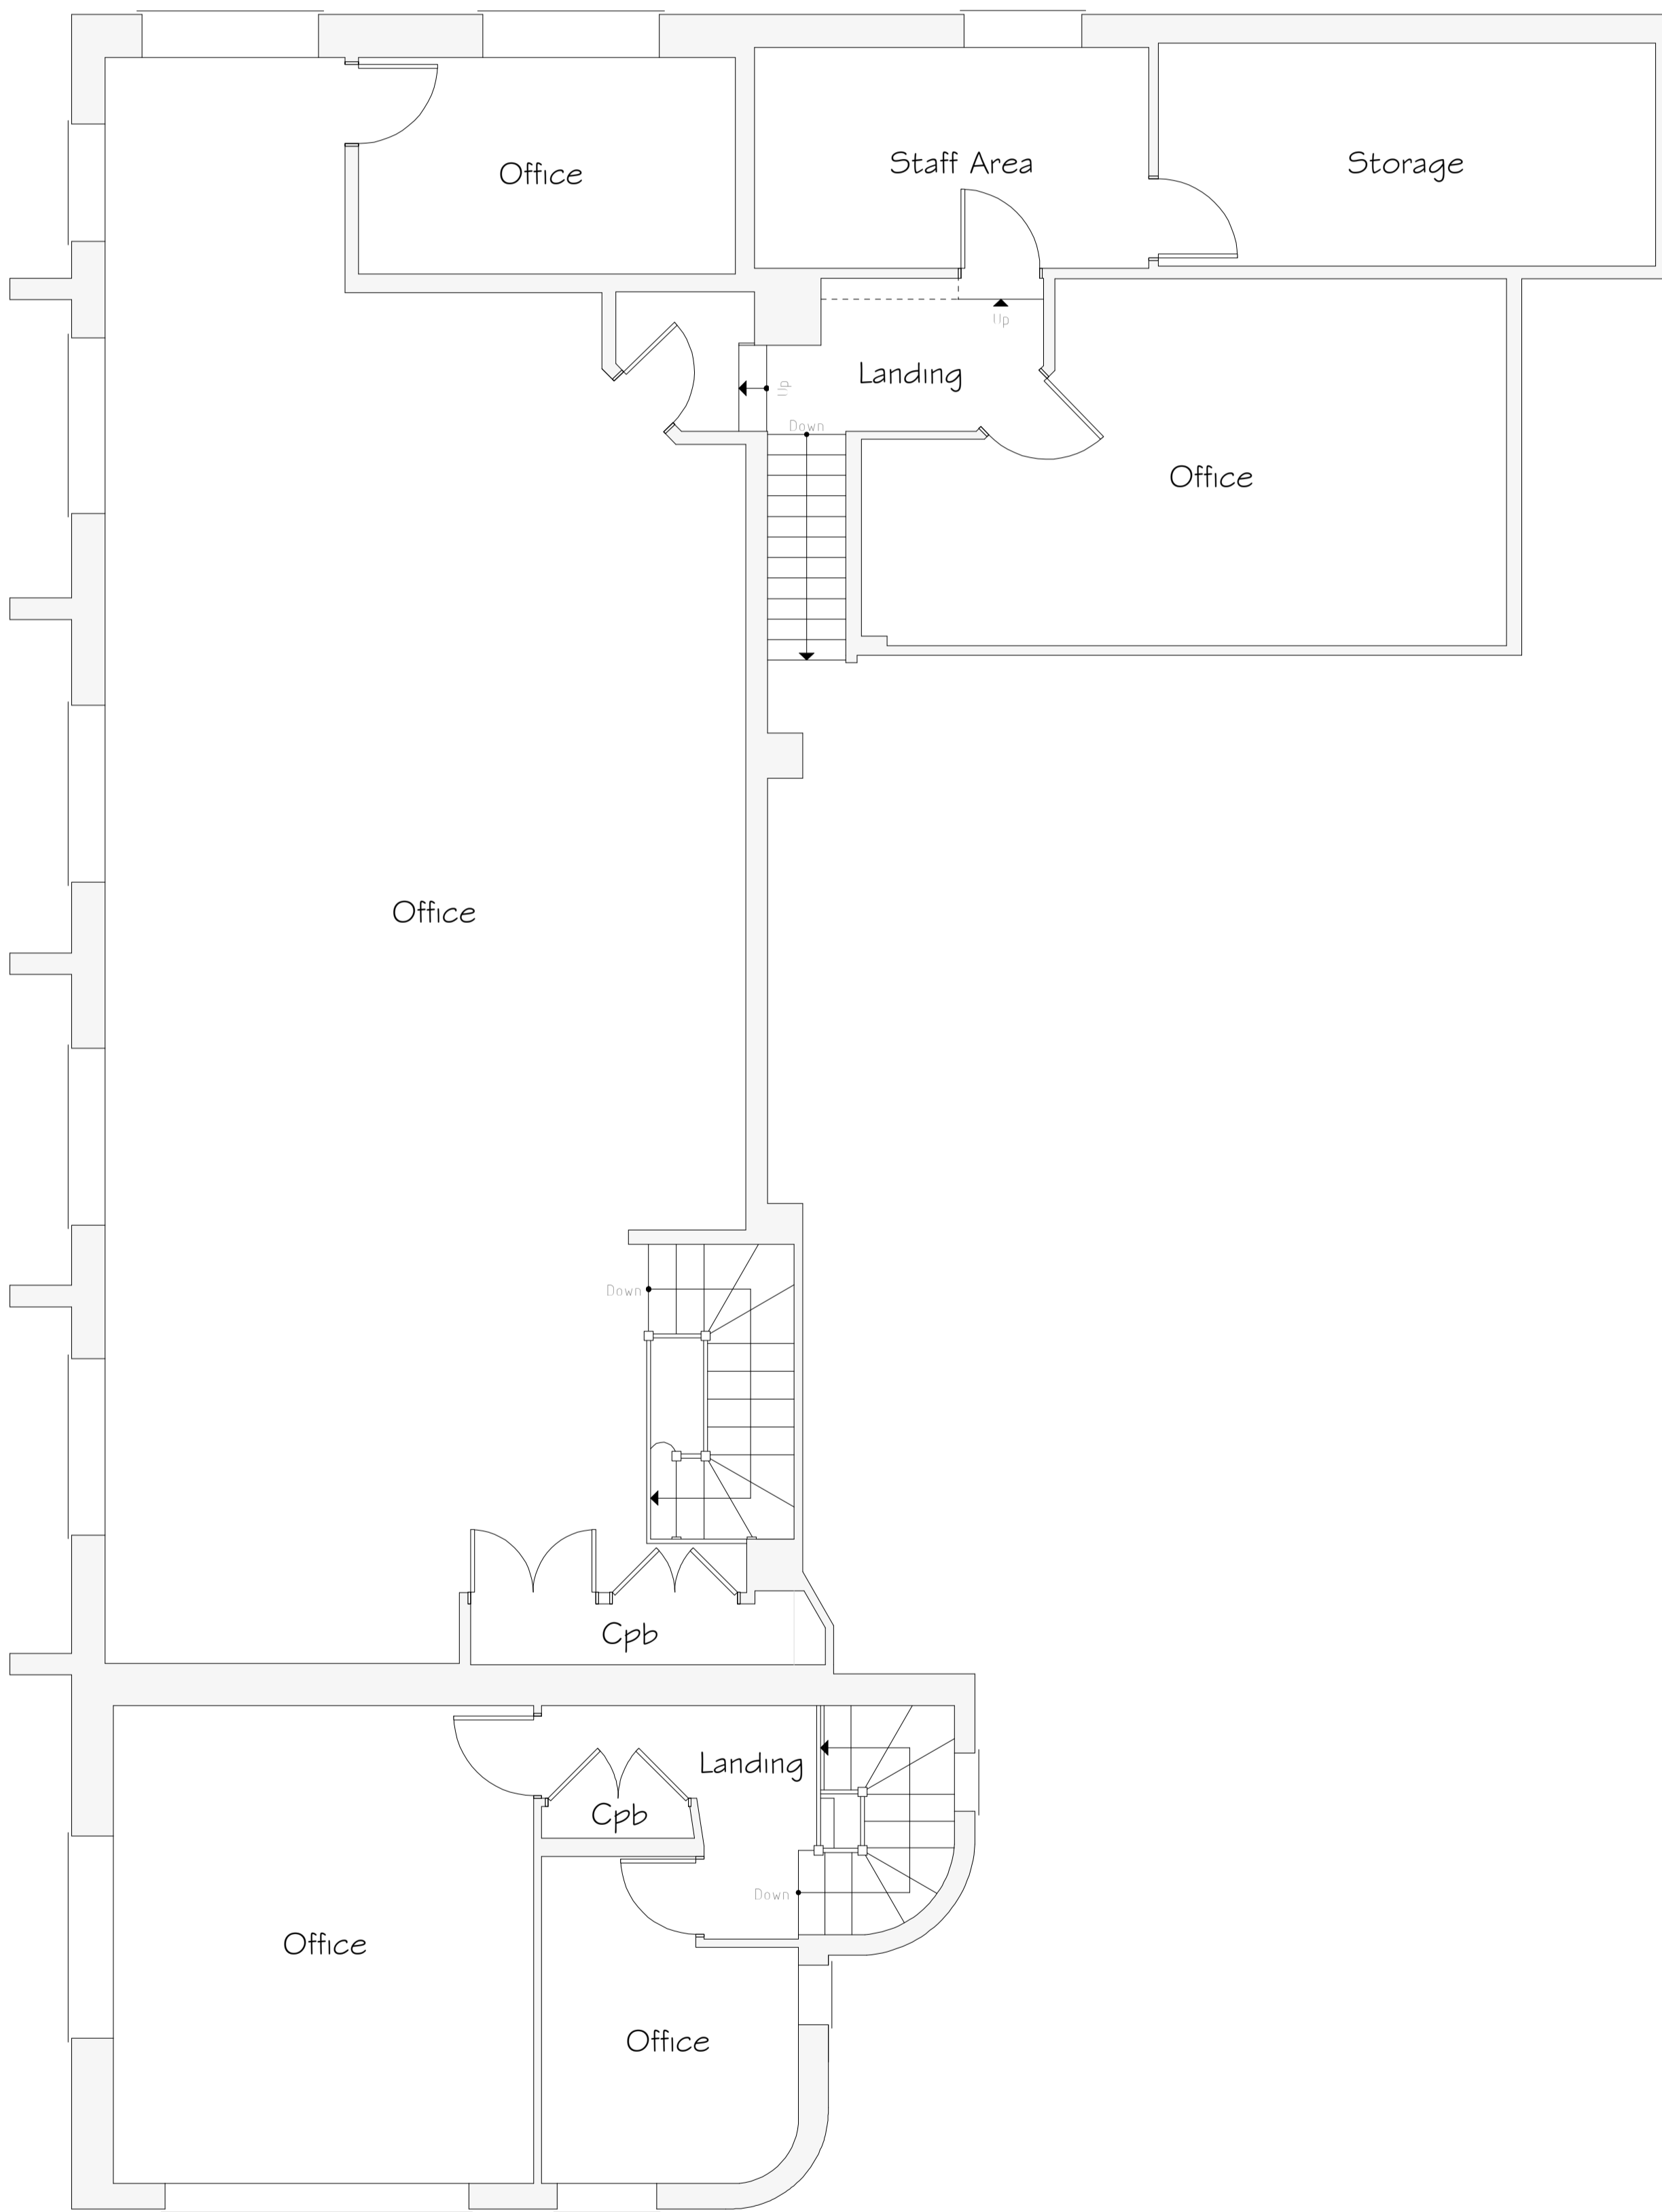 Office
Staff Area
Storage
Up
Landing
Up
Down
Office
Office
Down
Cpb
Landing
Cpb
Down
Office
Office